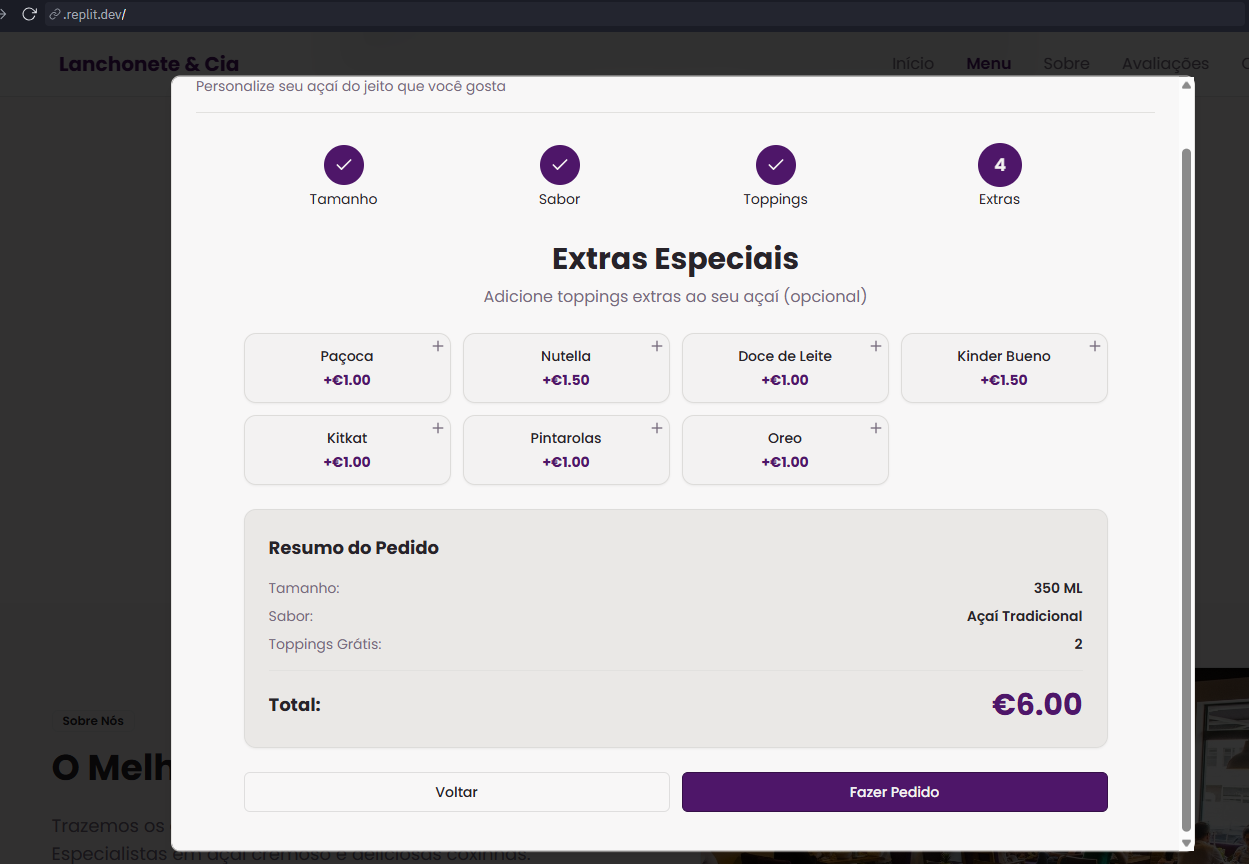 .replit.dev/
Lanchonete & Cia
Início Menu Sobre Avaliações
Personalize seu açaí do jeito que você gosta
Tamanho
Sabor
Toppings
4
Extras
Extras Especiais
Adicione toppings extras ao seu açaí (opcional)
Paçoca
+€1.00
Nutella
+€1.50
Doce de Leite
+€1.00
Kinder Bueno
+€1.50
Kitkat
+€1.00
Pintarolas
+€1.00
Oreo
+€1.00
Resumo do Pedido
Tamanho: 350 ML
Sabor: Açaí Tradicional
Toppings Grátis: 2
Total: €6.00
Voltar
Fazer Pedido
Sobre Nós
O Melh
Trazemos os
Especialistas em açaí cremoso e deliciosas coxinhas.